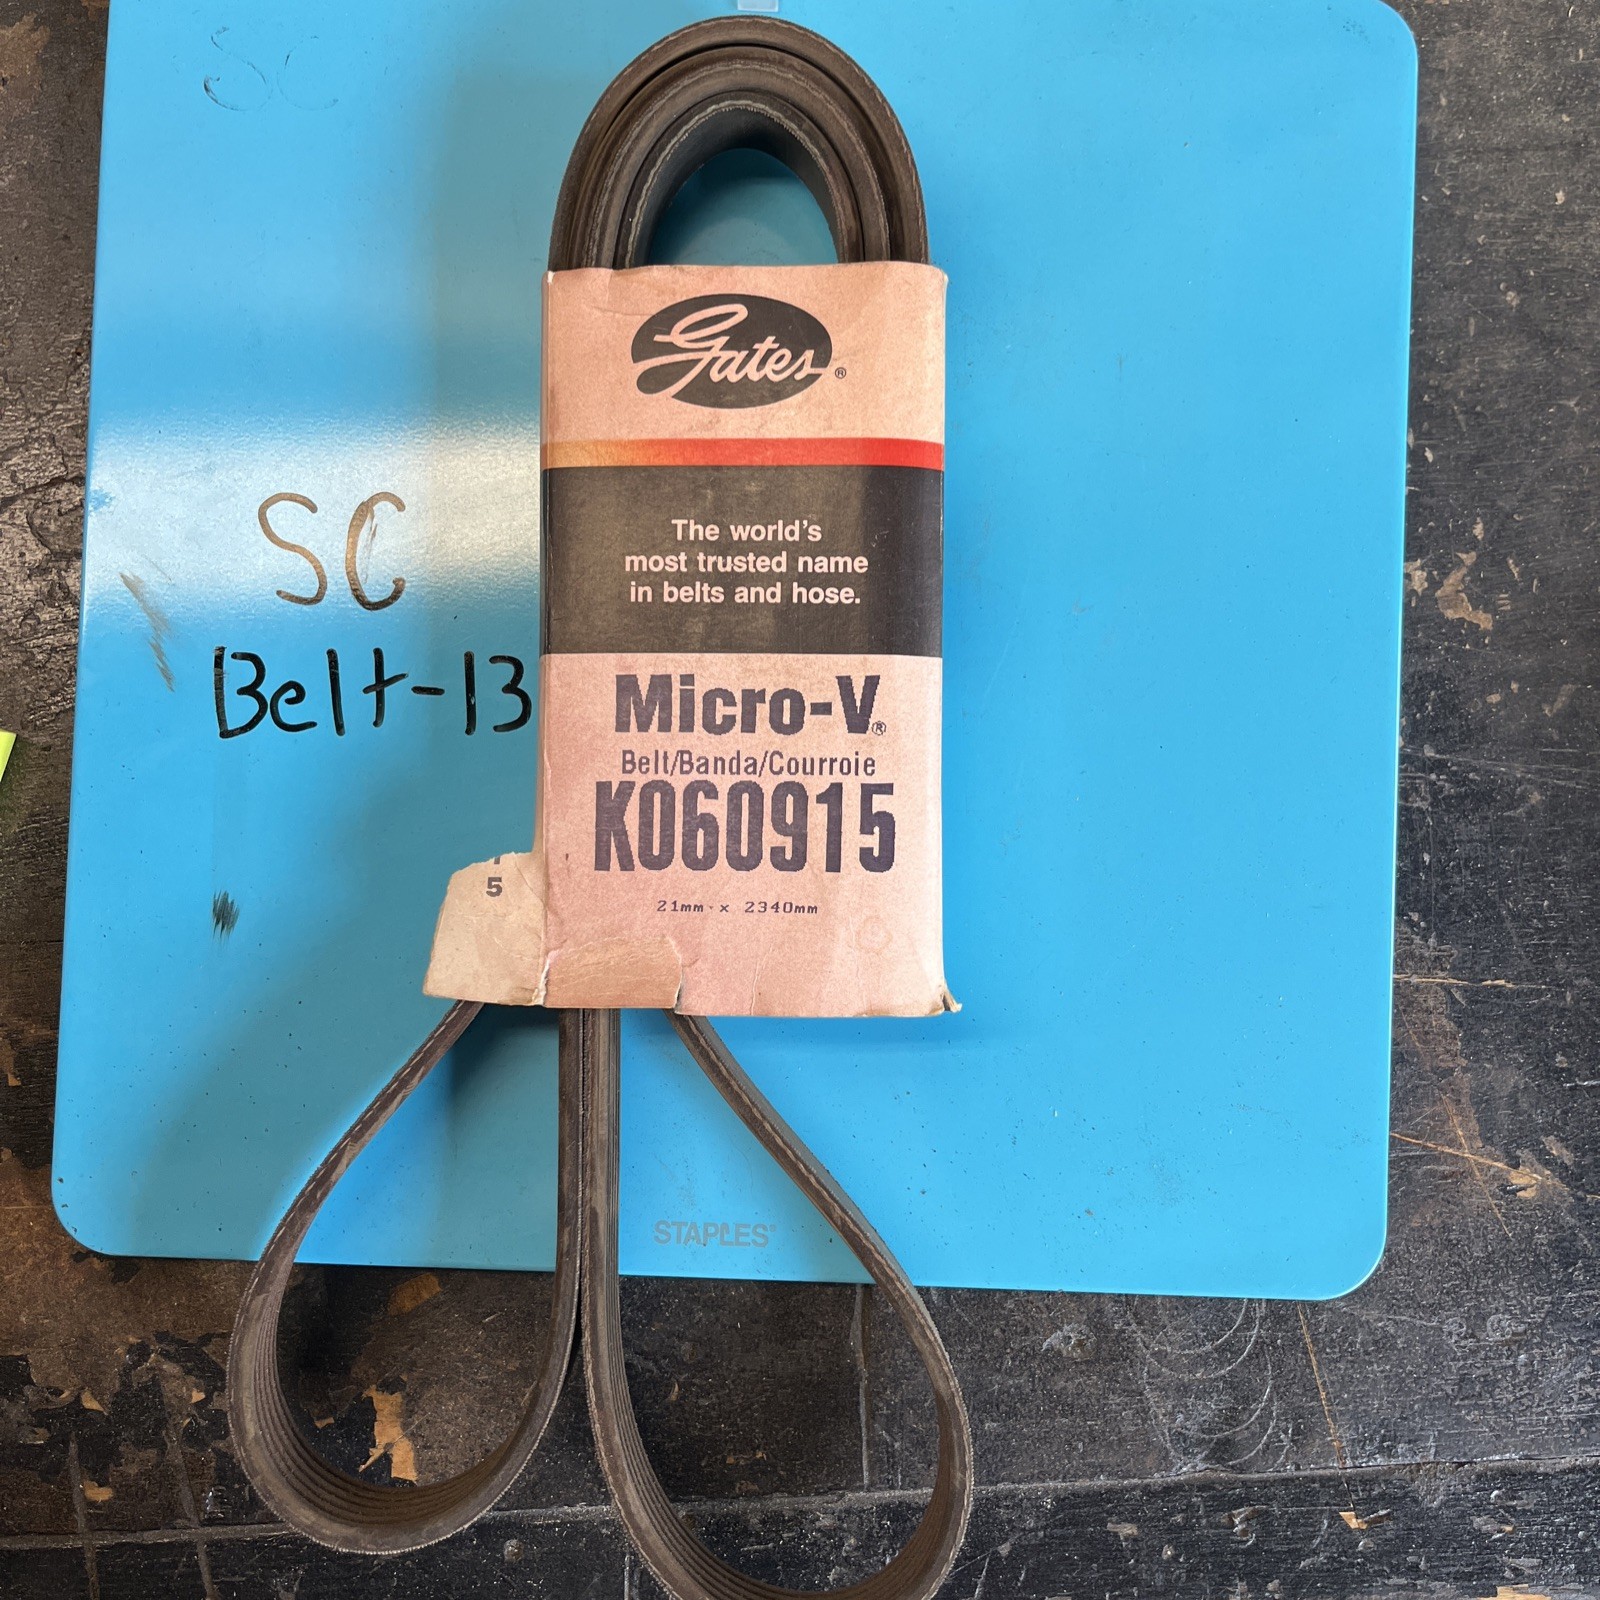 SC
Gates®
The world's
most trusted name
in belts and hose.
SC
Belt-13
Micro-V®
Belt/Banda/Courroie
K060915
5
21mm x 2340mm
STAPLES®